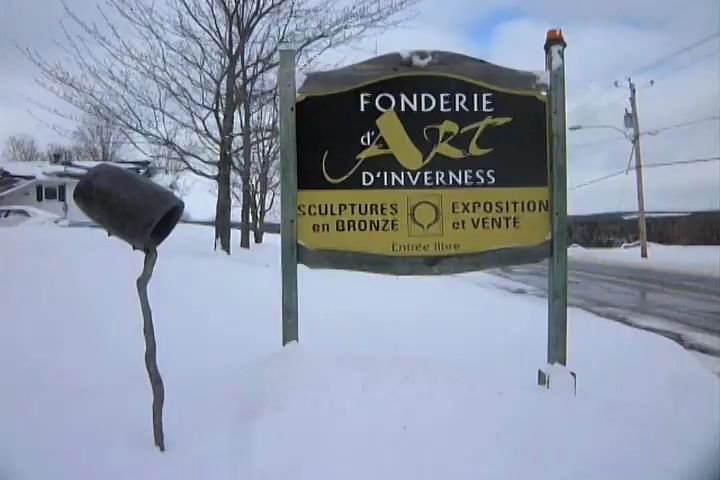 FONDERIE
d'ART
D'INVERNESS
SCULPTURES EXPOSITION
en BRONZE et VENTE
Entrée libre